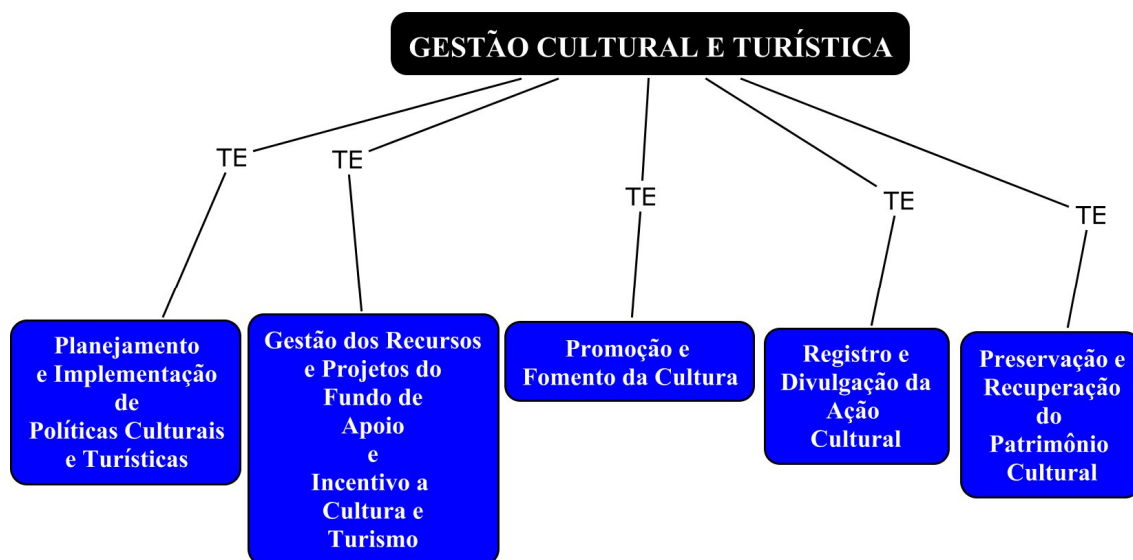 GESTÃO CULTURAL E TURÍSTICA
TE
TE
TE
TE
TE
Planejamento
e Implementação
de
Políticas Culturais
e Turísticas
Gestão dos Recursos
e Projetos do
Fundo de
Apoio
e
Incentivo a
Cultura e
Turismo
Promoção e
Fomento da Cultura
Registro e
Divulgação da
Ação
Cultural
Preservação e
Recuperação
do
Patrimônio
Cultural